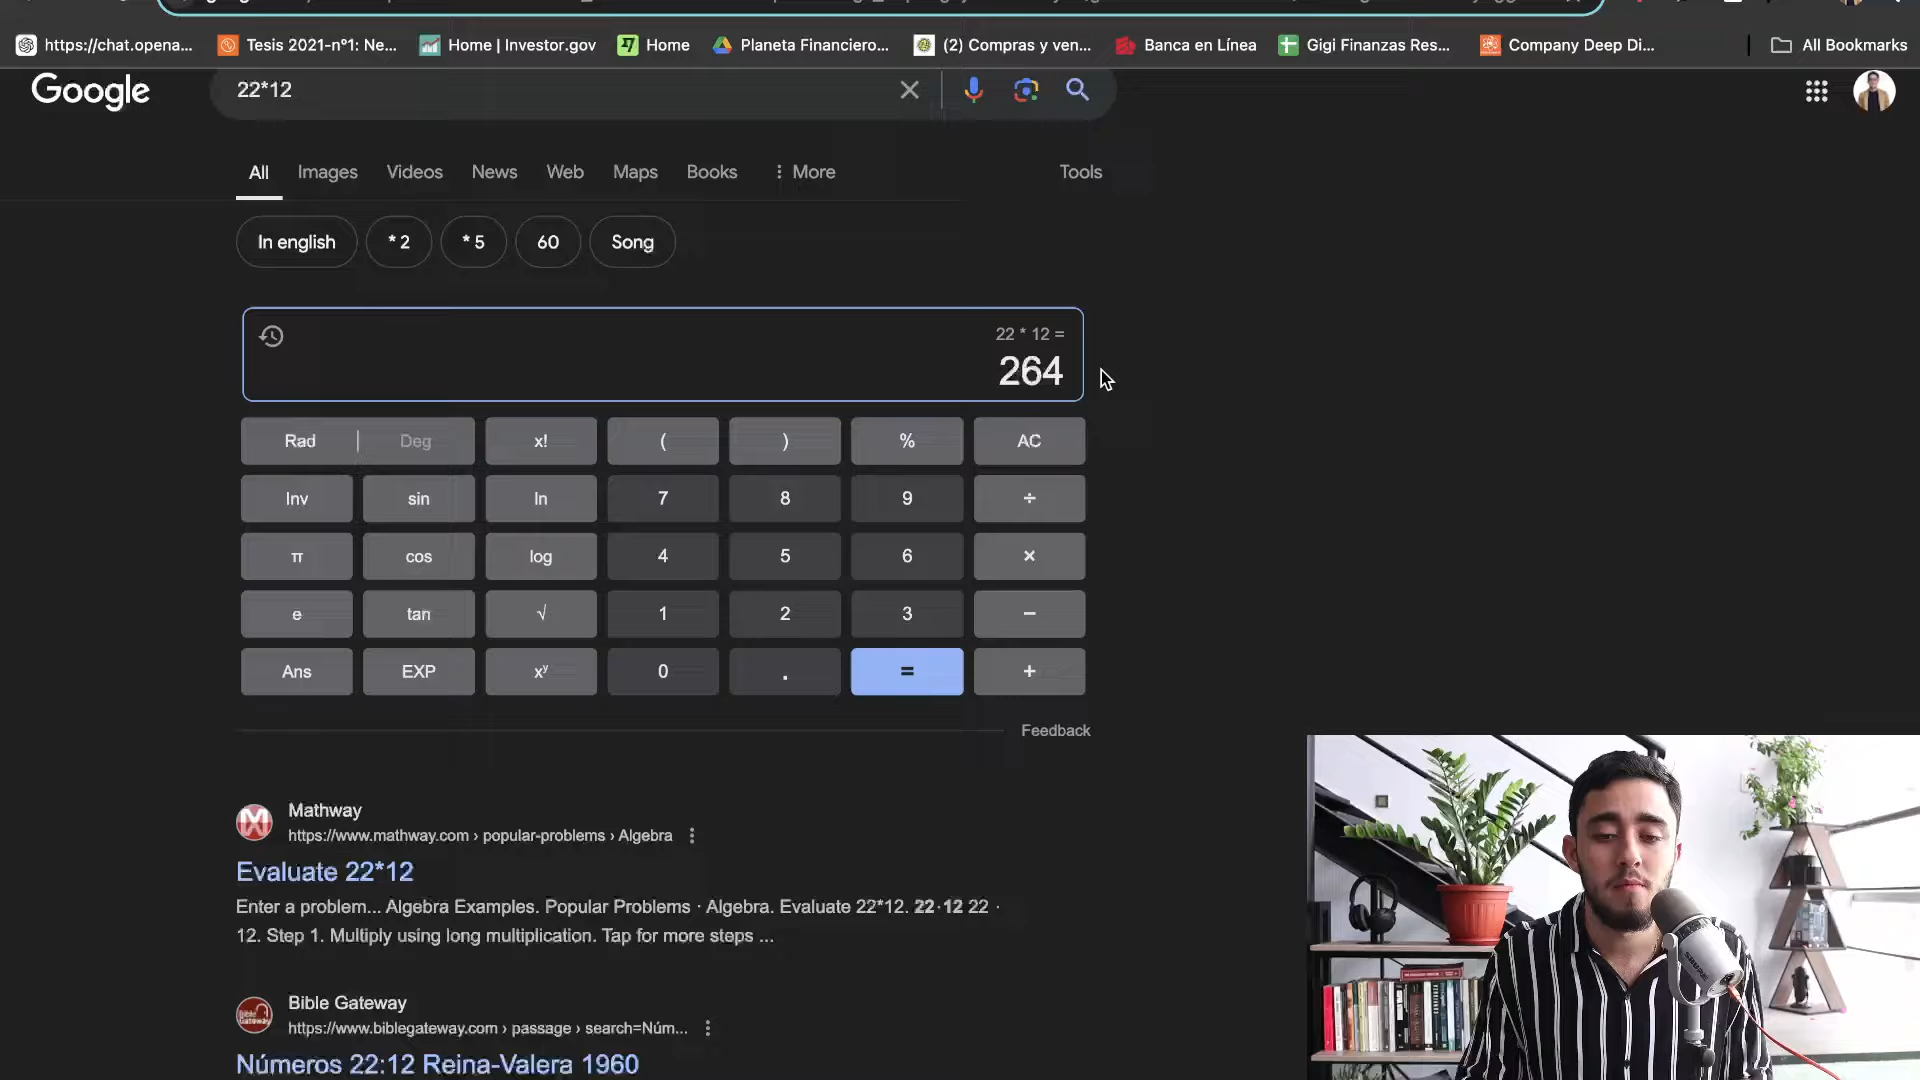 https://chat.opena... Tesis 2021-nº1: Ne... Home | Investor.gov Home Planeta Financiero... (2) Compras y ven... Banca en Línea Gigi Finanzas Res... Company Deep Di... All Bookmarks
Google 22*12
All Images Videos News Web Maps Books More Tools
In english * 2 * 5 60 Song
22 * 12 =
264
Rad | Deg x! ( ) % AC
Inv sin ln 7 8 9 ÷
π cos log 4 5 6 ×
e tan √ 1 2 3 −
Ans EXP xʸ 0 . = +
Feedback
Mathway
https://www.mathway.com › popular-problems › Algebra
Evaluate 22*12
Enter a problem... Algebra Examples. Popular Problems · Algebra. Evaluate 22*12. 22·12 22 ·
12. Step 1. Multiply using long multiplication. Tap for more steps ...
Bible Gateway
https://www.biblegateway.com › passage › search=Núm...
Números 22:12 Reina-Valera 1960
SHURE